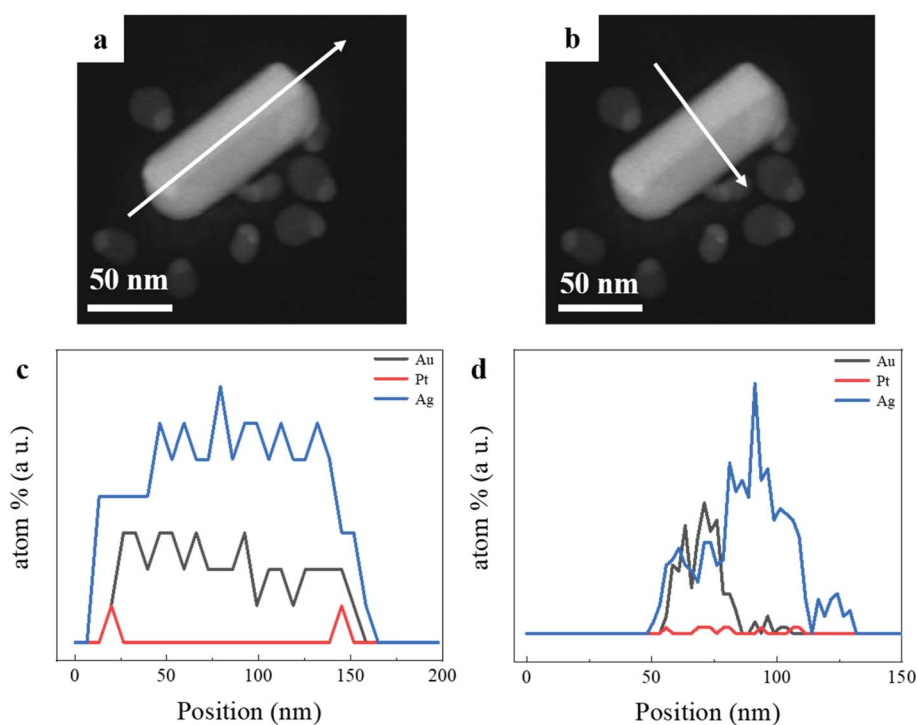 a
b
50 nm
50 nm
c
Au
Pt
Ag
atom % (a u.)
0
50
100
150
200
Position (nm)
d
Au
Pt
Ag
atom % (a u.)
0
50
100
150
Position (nm)